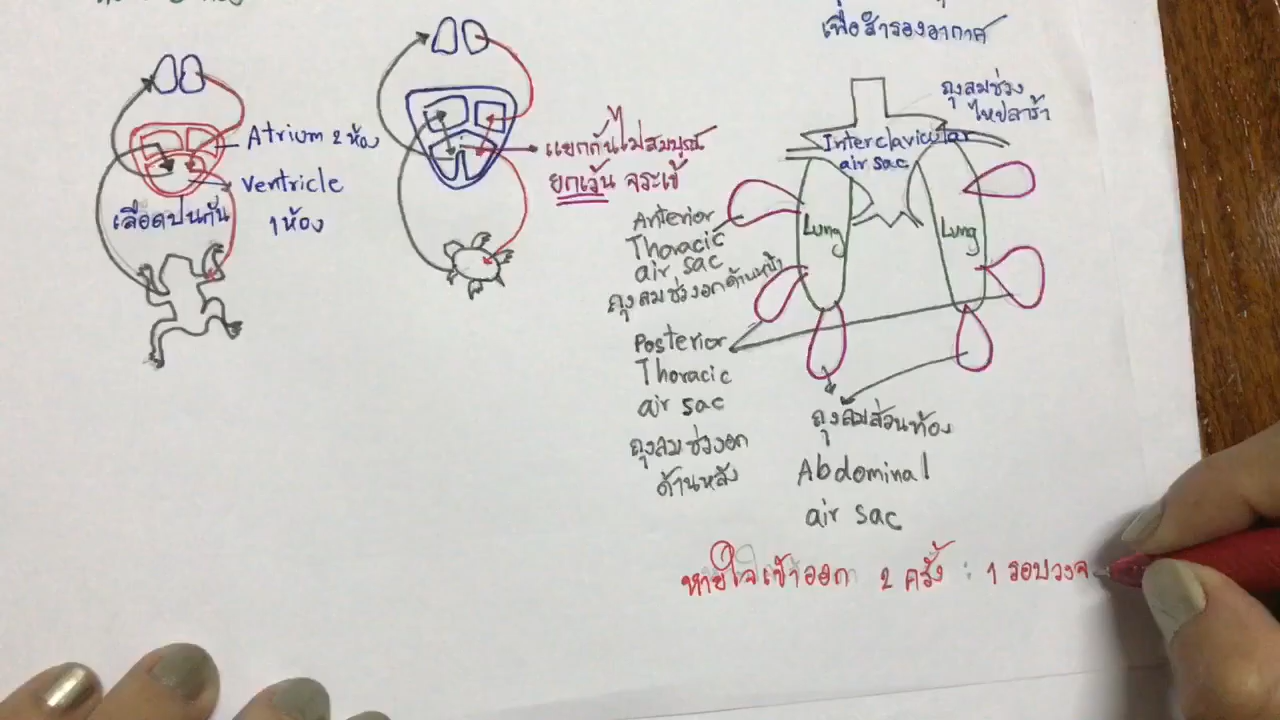 Atrium 2 ห้อง
Ventricle
1 ห้อง
เลือดปนกัน
แยกกันไม่สมบูรณ์
ยกเว้น จระเข้
เพื่อสำรองอากาศ
ถุงลมช่วง
ไหปลาร้า
Interclavicular
air sac
Lung
Lung
Anterior
Thoracic
air sac
ถุงลมช่วงอกด้านหน้า
Posterior
Thoracic
air sac
ถุงลมช่วงอก
ด้านหลัง
ถุงลมส่วนท้อง
Abdominal
air sac
หายใจเข้าออก 2 ครั้ง : 1 รอบวงจ